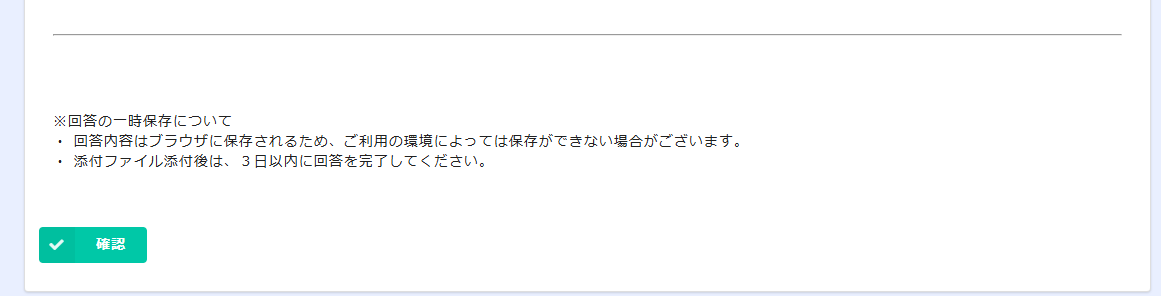 ※回答の一時保存について
・ 回答内容はブラウザに保存されるため、ご利用の環境によっては保存ができない場合がございます。
・ 添付ファイル添付後は、３日以内に回答を完了してください。
確認